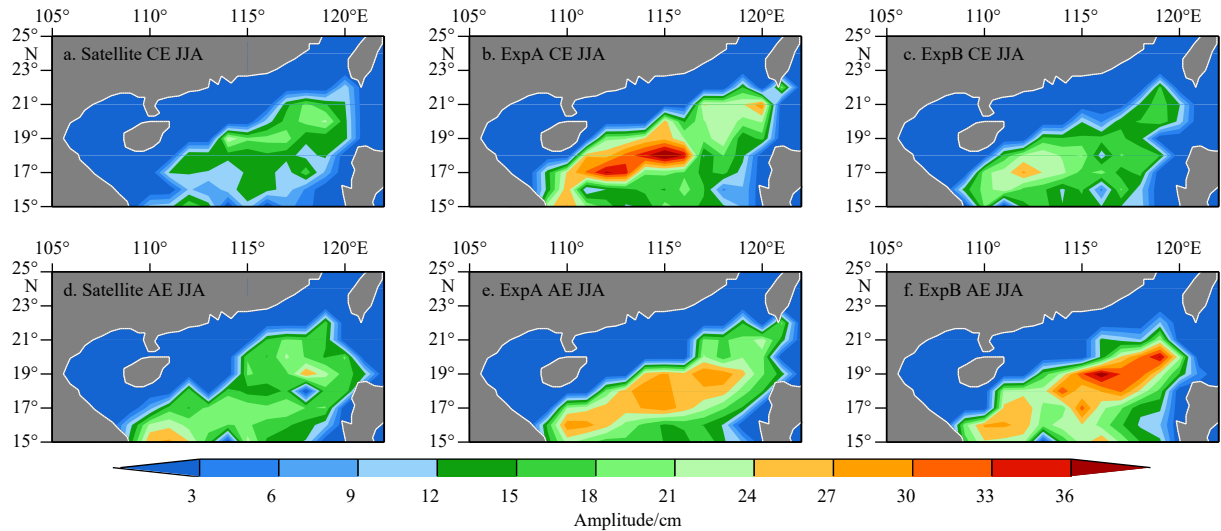 105° 110° 115° 120°E 105° 110° 115° 120°E 105° 110° 115° 120°E
25° 25° 25°
N a. Satellite CE JJA N b. ExpA CE JJA N c. ExpB CE JJA
23° 23° 23°
21° 21° 21°
19° 19° 19°
17° 17° 17°
15° 15° 15°
105° 110° 115° 120°E 105° 110° 115° 120°E 105° 110° 115° 120°E
25° 25° 25°
N d. Satellite AE JJA N e. ExpA AE JJA N f. ExpB AE JJA
23° 23° 23°
21° 21° 21°
19° 19° 19°
17° 17° 17°
15° 15° 15°
3 6 9 12 15 18 21 24 27 30 33 36
Amplitude/cm